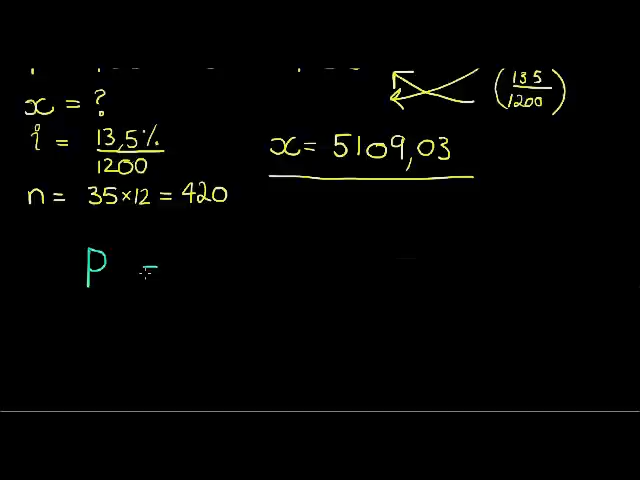 x = ?
(135/1200)
i = 13,5%/1200
x = 5109,03
n = 35×12 = 420
P =